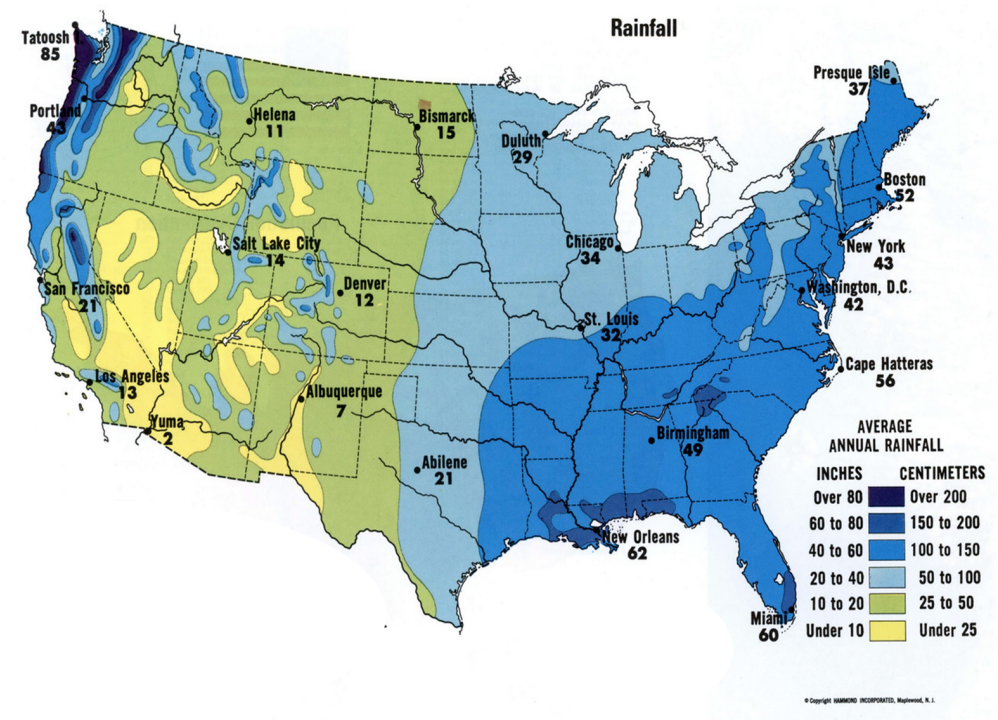 Rainfall
Tatoosh I.
85
Portland
43
Helena
11
Bismarck
15
Duluth
29
Presque Isle
37
Boston
52
New York
43
Washington, D.C.
42
Chicago
34
Salt Lake City
14
Denver
12
San Francisco
21
St. Louis
32
Cape Hatteras
56
Los Angeles
13
Albuquerque
7
Yuma
2
Birmingham
49
Abilene
21
New Orleans
62
Miami
60
AVERAGE
ANNUAL RAINFALL
INCHES CENTIMETERS
Over 80 Over 200
60 to 80 150 to 200
40 to 60 100 to 150
20 to 40 50 to 100
10 to 20 25 to 50
Under 10 Under 25
© Copyright HAMMOND INCORPORATED, Maplewood, N. J.